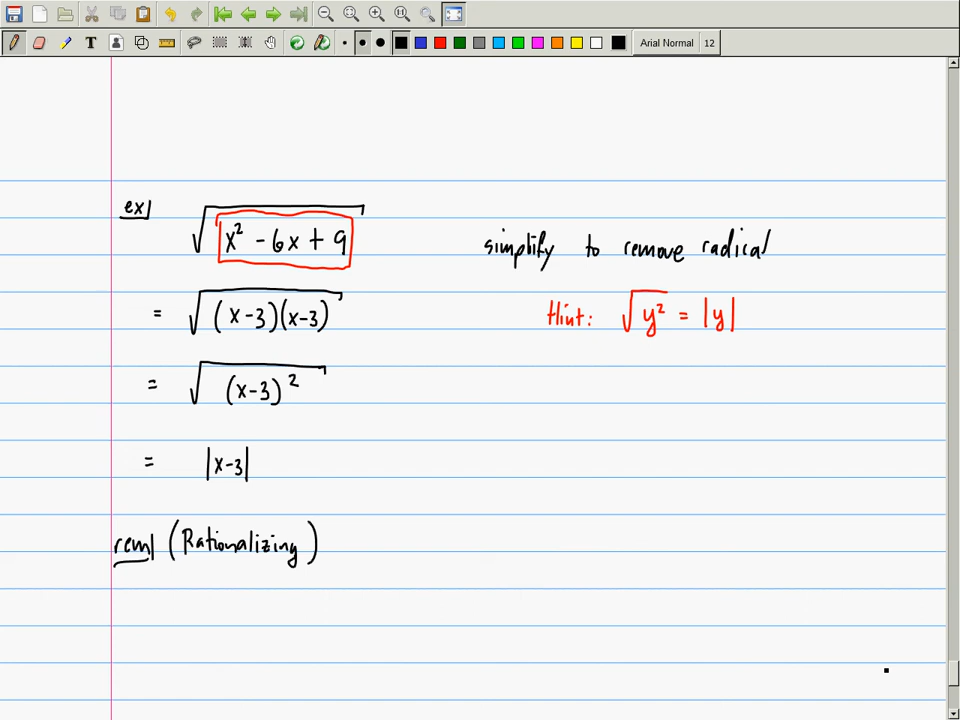 Arial Normal 12
ex| √(x² - 6x + 9) simplify to remove radical
= √((x-3)(x-3)) Hint: √(y²) = |y|
= √((x-3)²)
= |x-3|
rem| (Rationalizing)